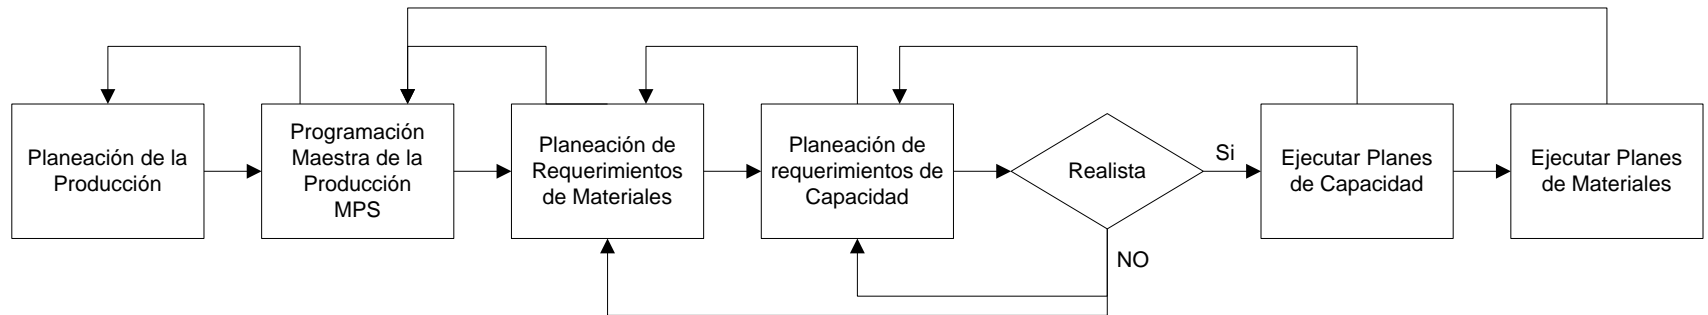 Planeación de la
Producción
Programación
Maestra de la
Producción
MPS
Planeación de
Requerimientos
de Materiales
Planeación de
requerimientos de
Capacidad
Realista
Si
NO
Ejecutar Planes
de Capacidad
Ejecutar Planes
de Materiales